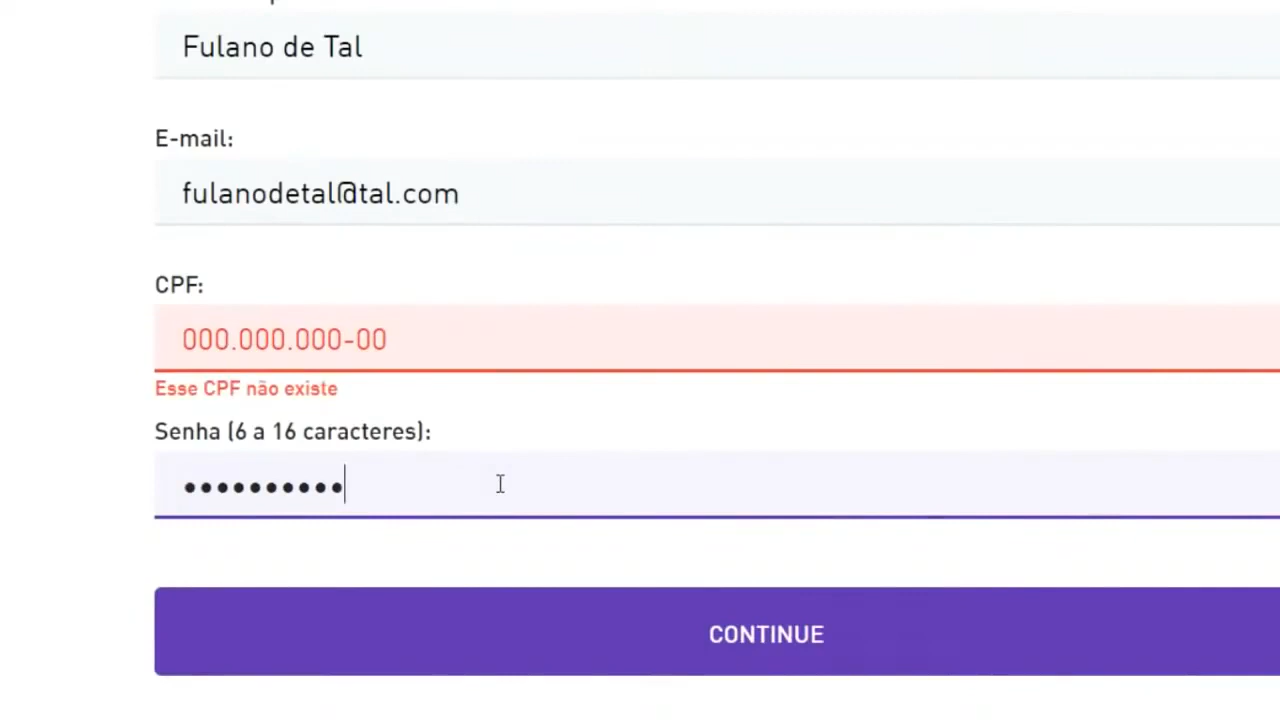 Fulano de Tal
E-mail:
fulanodetal@tal.com
CPF:
000.000.000-00
Esse CPF não existe
Senha (6 a 16 caracteres):
••••••••••
CONTINUE